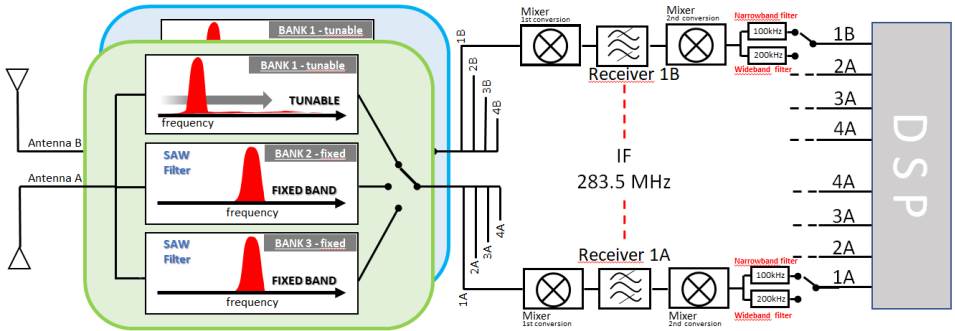 BANK 1 - tunable
BANK 1 - tunable
TUNABLE
frequency
Antenna B
SAW
Filter
BANK 2 - fixed
FIXED BAND
frequency
Antenna A
SAW
Filter
BANK 3 - fixed
FIXED BAND
frequency
1B
2B
3B
4B
4A
3A
2A
1A
Mixer
1st conversion
Mixer
2nd conversion
Narrowband filter
100kHz
200kHz
Wideband filter
Receiver 1B
IF
283.5 MHz
Receiver 1A
Mixer
1st conversion
Mixer
2nd conversion
Narrowband filter
100kHz
200kHz
Wideband filter
1B
2A
3A
4A
4A
3A
2A
1A
DSP